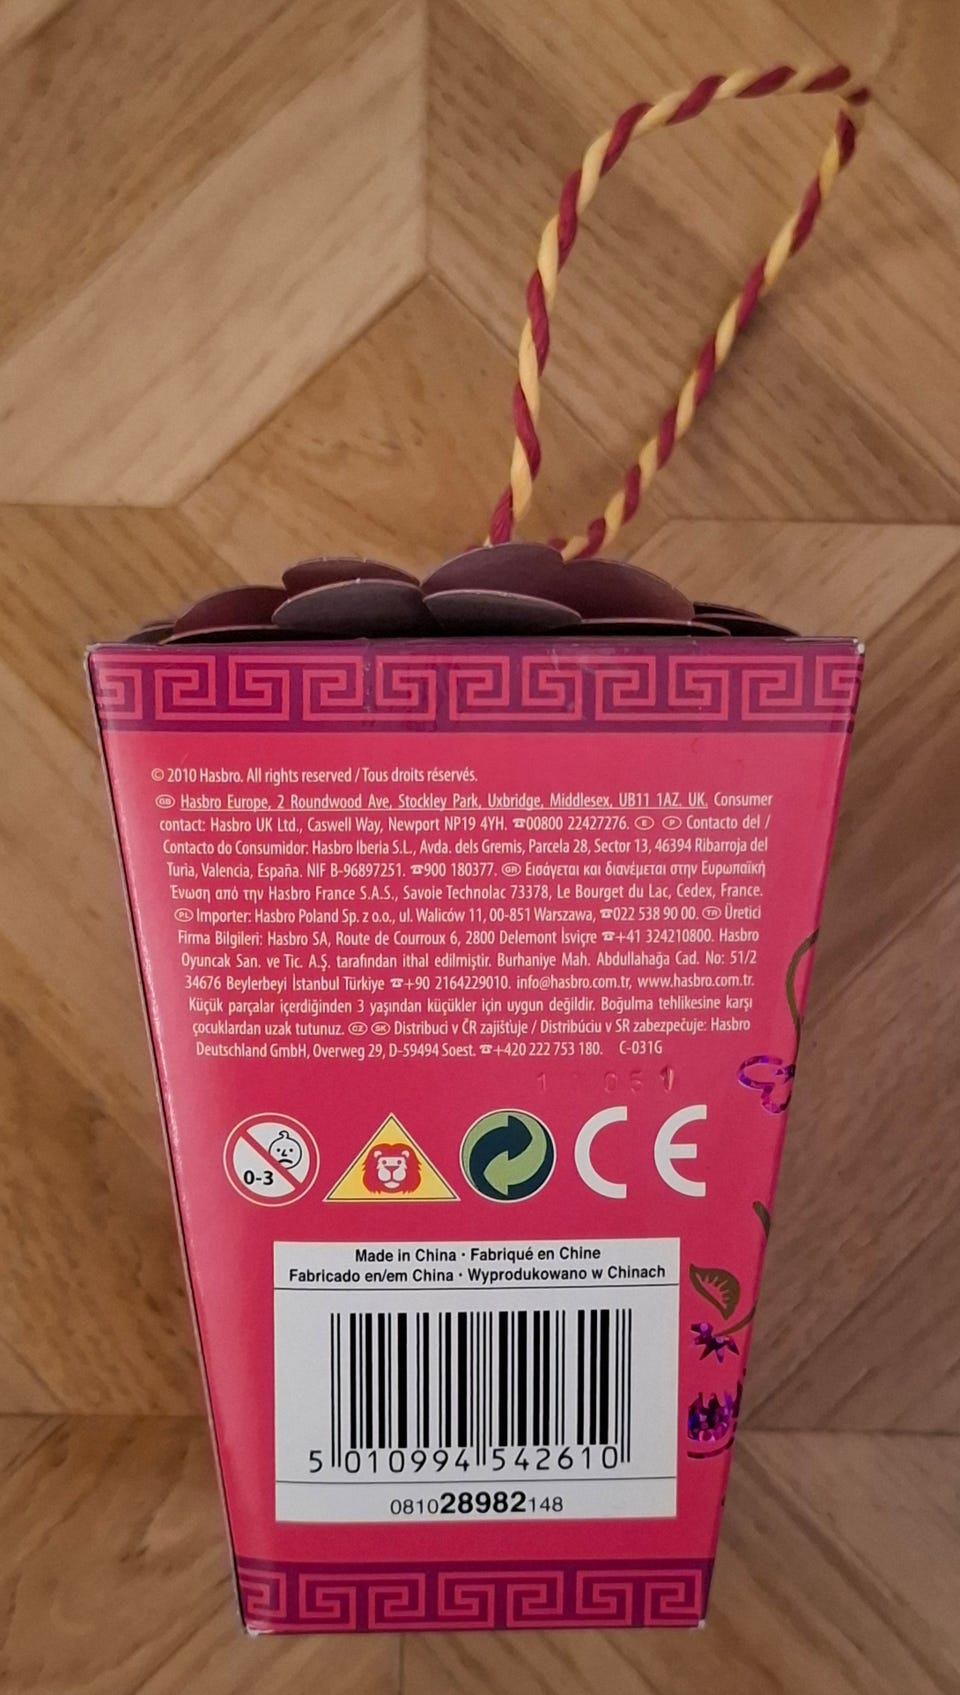 © 2010 Hasbro. All rights reserved / Tous droits réservés.
GB Hasbro Europe, 2 Roundwood Ave, Stockley Park, Uxbridge, Middlesex, UB11 1AZ. UK. Consumer
contact: Hasbro UK Ltd., Caswell Way, Newport NP19 4YH. ☎00800 22427276. E P Contacto del /
Contacto do Consumidor: Hasbro Iberia S.L., Avda. dels Gremis, Parcela 28, Sector 13, 46394 Ribarroja del
Turia, Valencia, España. NIF B-96897251. ☎900 180377. GR Εισάγεται και διανέμεται στην Ευρωπαϊκή
Ένωση από την Hasbro France S.A.S., Savoie Technolac 73378, Le Bourget du Lac, Cedex, France.
PL Importer: Hasbro Poland Sp. z o.o., ul. Waliców 11, 00-851 Warszawa, ☎022 538 90 00. TR Üretici
Firma Bilgileri: Hasbro SA, Route de Courroux 6, 2800 Delemont İsviçre ☎+41 324210800. Hasbro
Oyuncak San. ve Tic. A.Ş. tarafından ithal edilmiştir. Burhaniye Mah. Abdullahağa Cad. No: 51/2
34676 Beylerbeyi İstanbul Türkiye ☎+90 2164229010. info@hasbro.com.tr, www.hasbro.com.tr.
Küçük parçalar içerdiğinden 3 yaşından küçükler için uygun değildir. Boğulma tehlikesine karşı
çocuklardan uzak tutunuz. CZ SK Distribuci v ČR zajišťuje / Distribúciu v SR zabezpečuje: Hasbro
Deutschland GmbH, Overweg 29, D-59494 Soest. ☎+420 222 753 180. C-031G
0-3
CE
Made in China · Fabriqué en Chine
Fabricado en/em China · Wyprodukowano w Chinach
5 010994 542610
081028982148